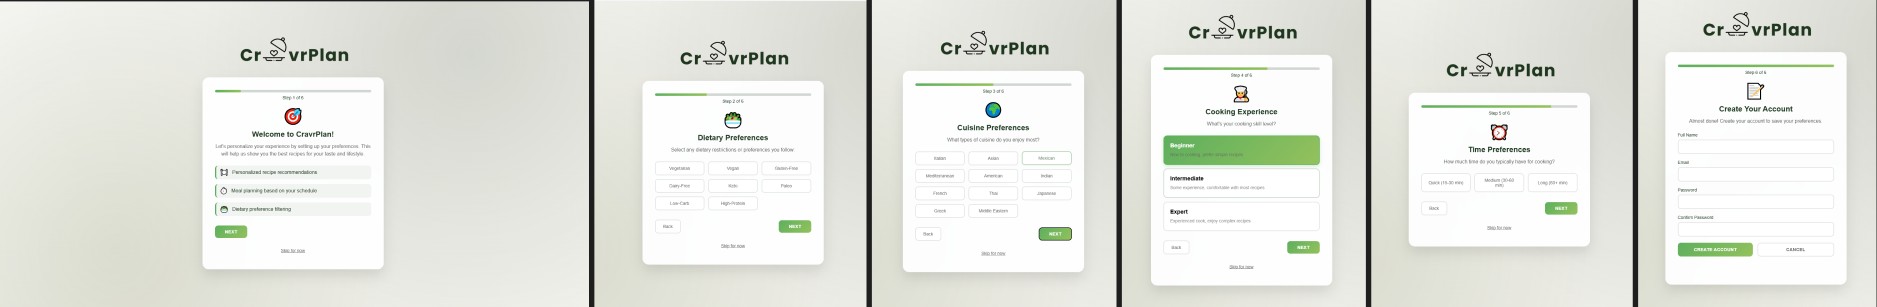 Cr vrPlan
Step 1 of 6
Welcome to CravrPlan!
Let's personalize your experience by setting up your preferences. This
will help us show you the best recipes for your taste and lifestyle.
Personalized recipe recommendations
Meal planning based on your schedule
Dietary preference filtering
NEXT
Skip for now
Cr vrPlan
Step 2 of 6
Dietary Preferences
Select any dietary restrictions or preferences you follow
Vegetarian Vegan Gluten-Free
Dairy-Free Keto Paleo
Low-Carb High-Protein
Back NEXT
Skip for now
Cr vrPlan
Step 3 of 6
Cuisine Preferences
What types of cuisine do you enjoy most?
Italian Asian Mexican
Mediterranean American Indian
French Thai Japanese
Greek Middle Eastern
Back NEXT
Skip for now
Cr vrPlan
Step 4 of 6
Cooking Experience
What's your cooking skill level?
Beginner
Intermediate
Some experience, comfortable with most recipes
Expert
Experienced cook, enjoy complex recipes
Back NEXT
Skip for now
Cr vrPlan
Step 5 of 6
Time Preferences
How much time do you typically have for cooking?
Quick (15-30 min) Medium (30-60 Long (60+ min)
min)
Back NEXT
Skip for now
Cr vrPlan
Step 6 of 6
Create Your Account
Almost done! Create your account to save your preferences.
Full Name
Email
Password
Confirm Password
CREATE ACCOUNT CANCEL